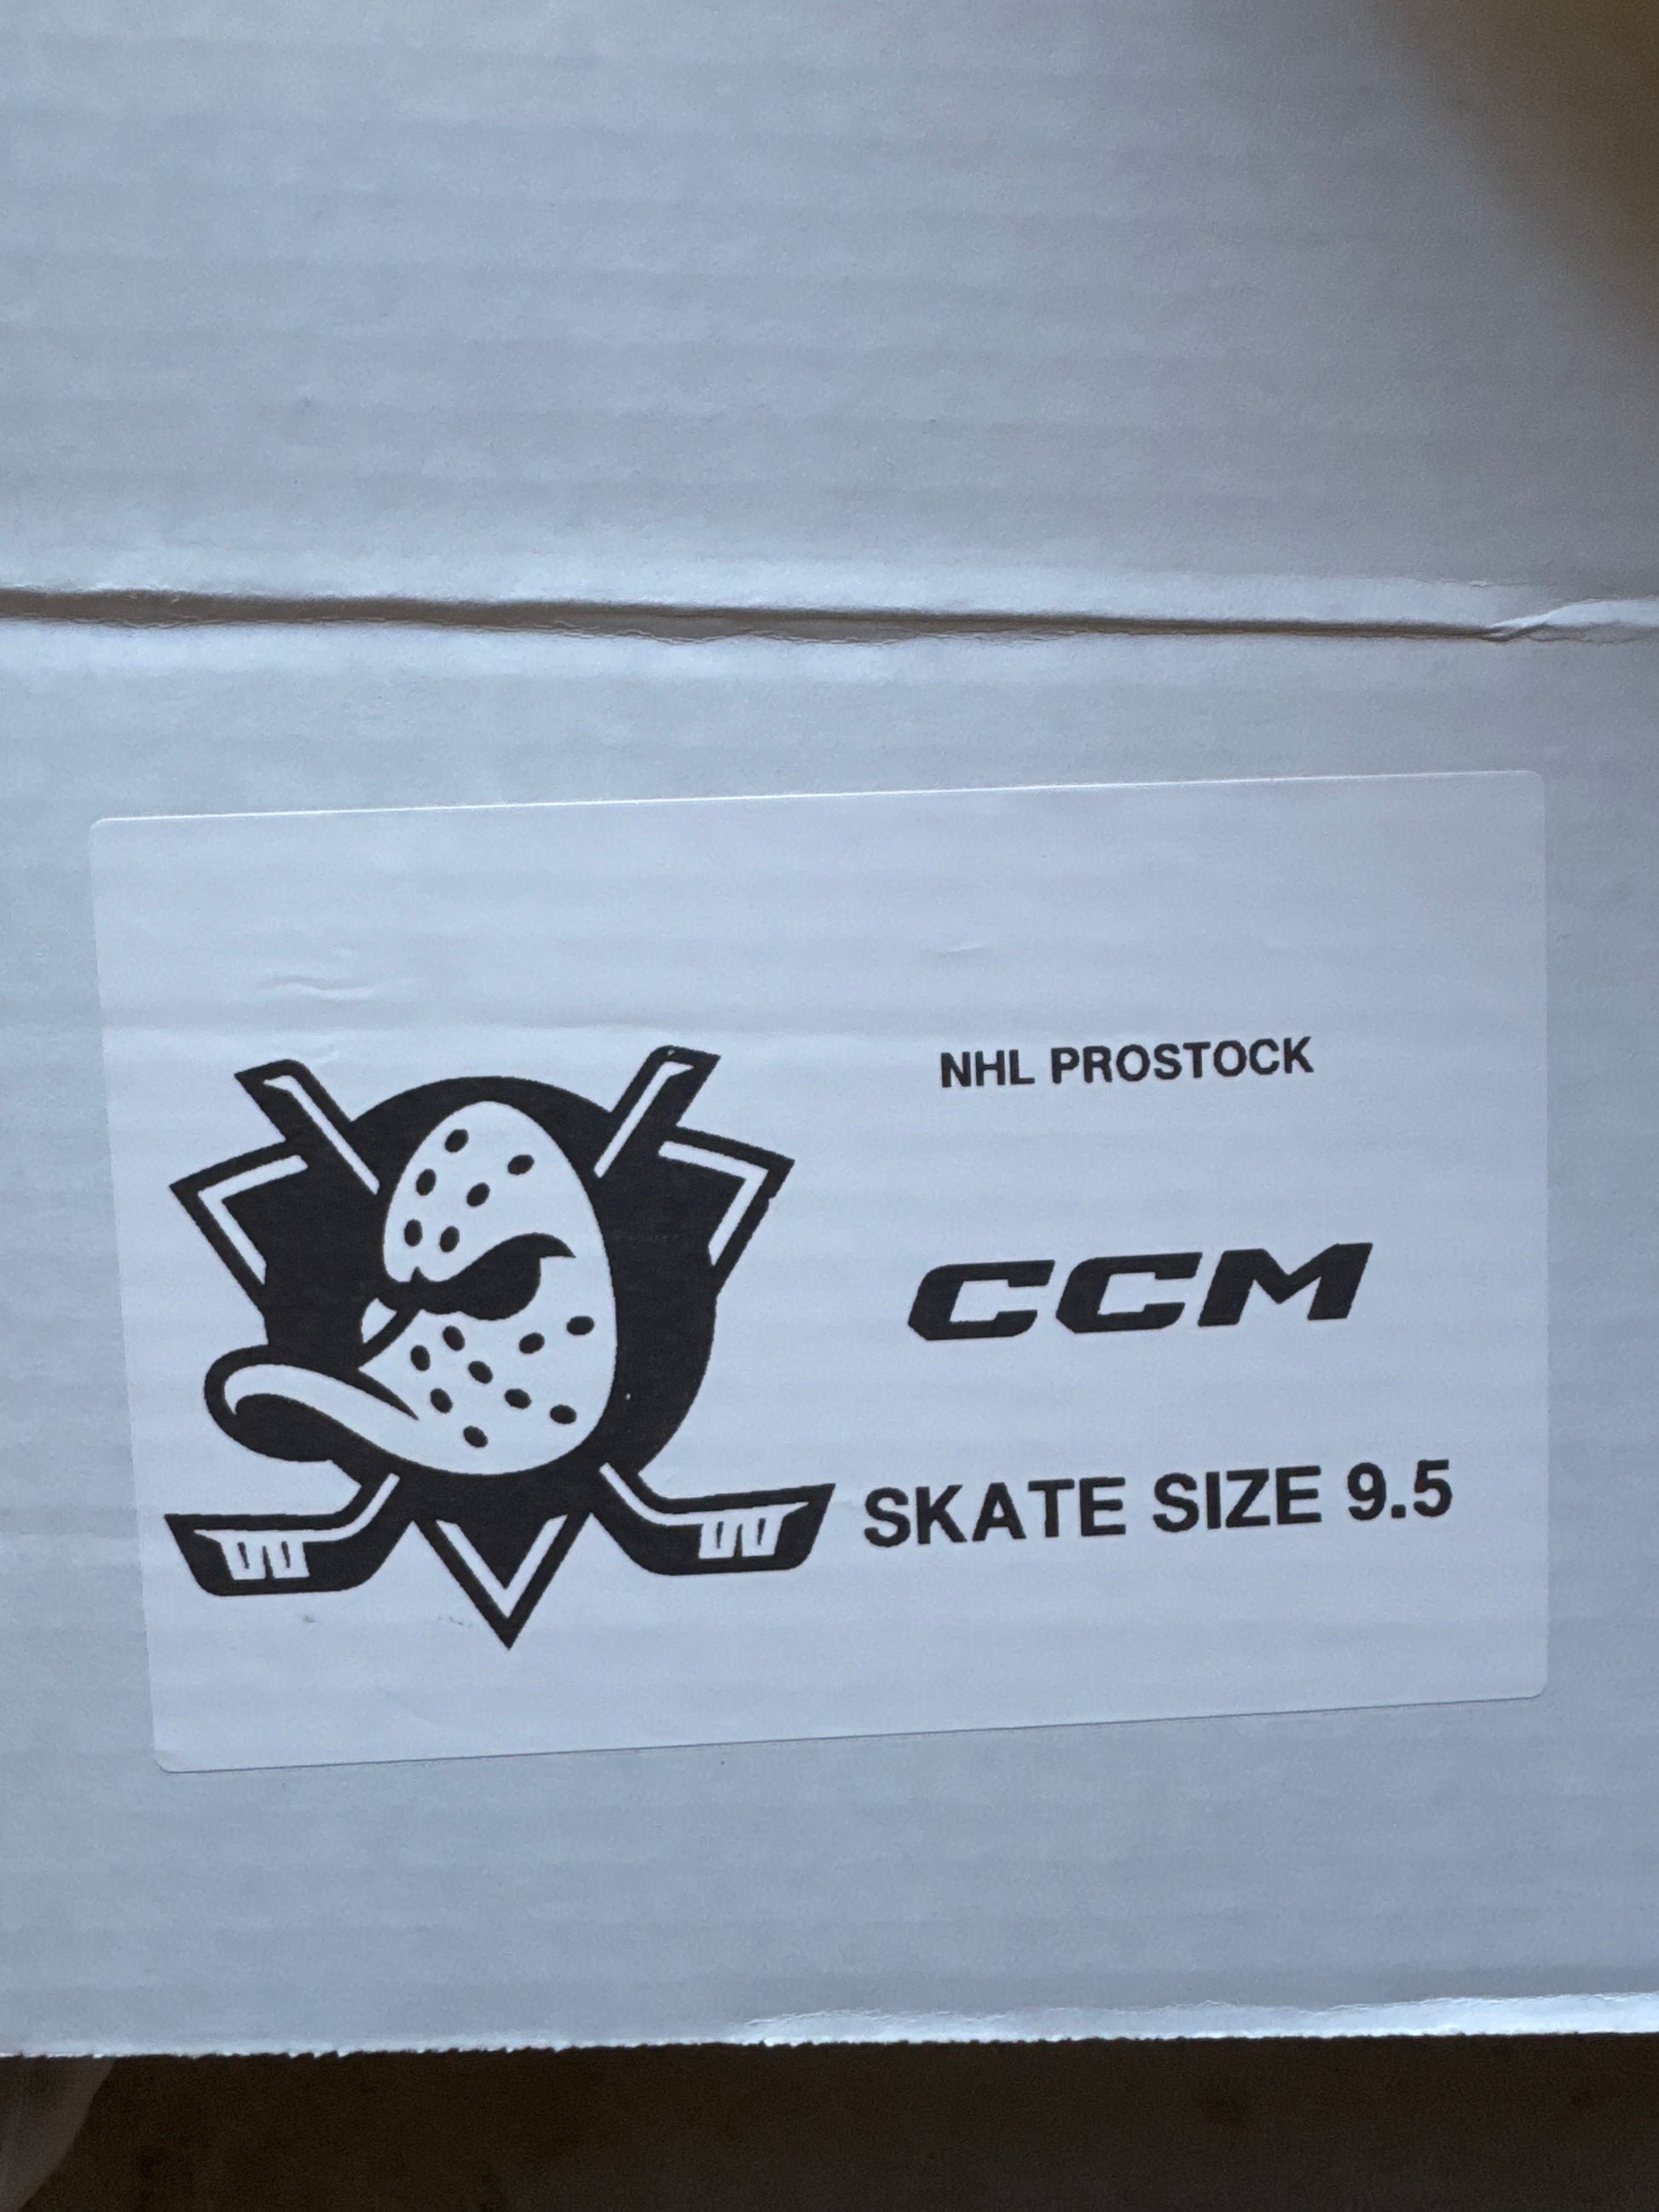 NHL PROSTOCK
CCM
SKATE SIZE 9.5